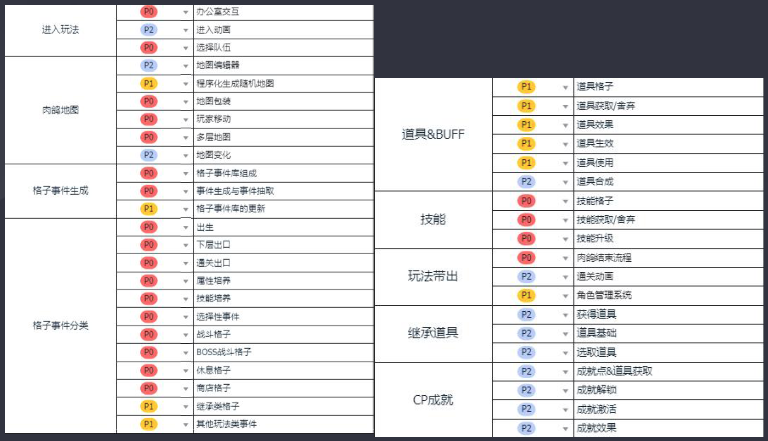 进入玩法
P0 办公室交互
P2 进入动画
P0 选择队伍
肉鸽地图
P2 地图编辑器
P1 程序化生成随机地图
P0 地图包装
P0 玩家移动
P0 多层地图
P2 地图变化
格子事件生成
P0 格子事件库组成
P0 事件生成与事件抽取
P1 格子事件库的更新
格子事件分类
P0 出生
P0 下层出口
P0 通关出口
P0 属性培养
P0 技能培养
P0 选择性事件
P0 战斗格子
P0 BOSS战斗格子
P0 休息格子
P0 商店格子
P1 继承类格子
P1 其他玩法类事件
道具&BUFF
P1 道具格子
P1 道具获取/舍弃
P1 道具效果
P1 道具生效
P1 道具使用
P2 道具合成
技能
P0 技能格子
P0 技能获取/舍弃
P0 技能升级
玩法带出
P0 肉鸽结束流程
P2 通关动画
P1 角色管理系统
继承道具
P2 获得道具
P2 道具基础
P2 选取道具
CP成就
P2 成就点&道具获取
P2 成就解锁
P2 成就激活
P2 成就效果